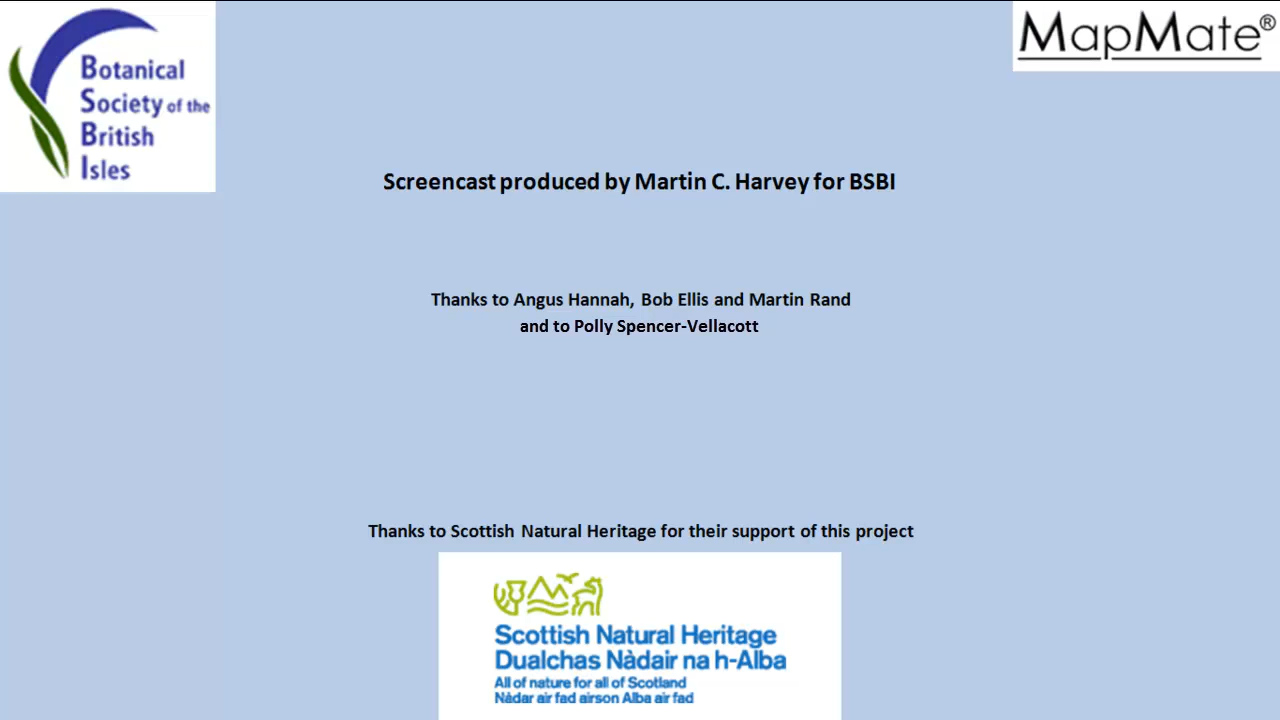 Botanical
Society of the
British
Isles
MapMate®
Screencast produced by Martin C. Harvey for BSBI
Thanks to Angus Hannah, Bob Ellis and Martin Rand
and to Polly Spencer-Vellacott
Thanks to Scottish Natural Heritage for their support of this project
Scottish Natural Heritage
Dualchas Nàdair na h-Alba
All of nature for all of Scotland
Nàdar air fad airson Alba air fad